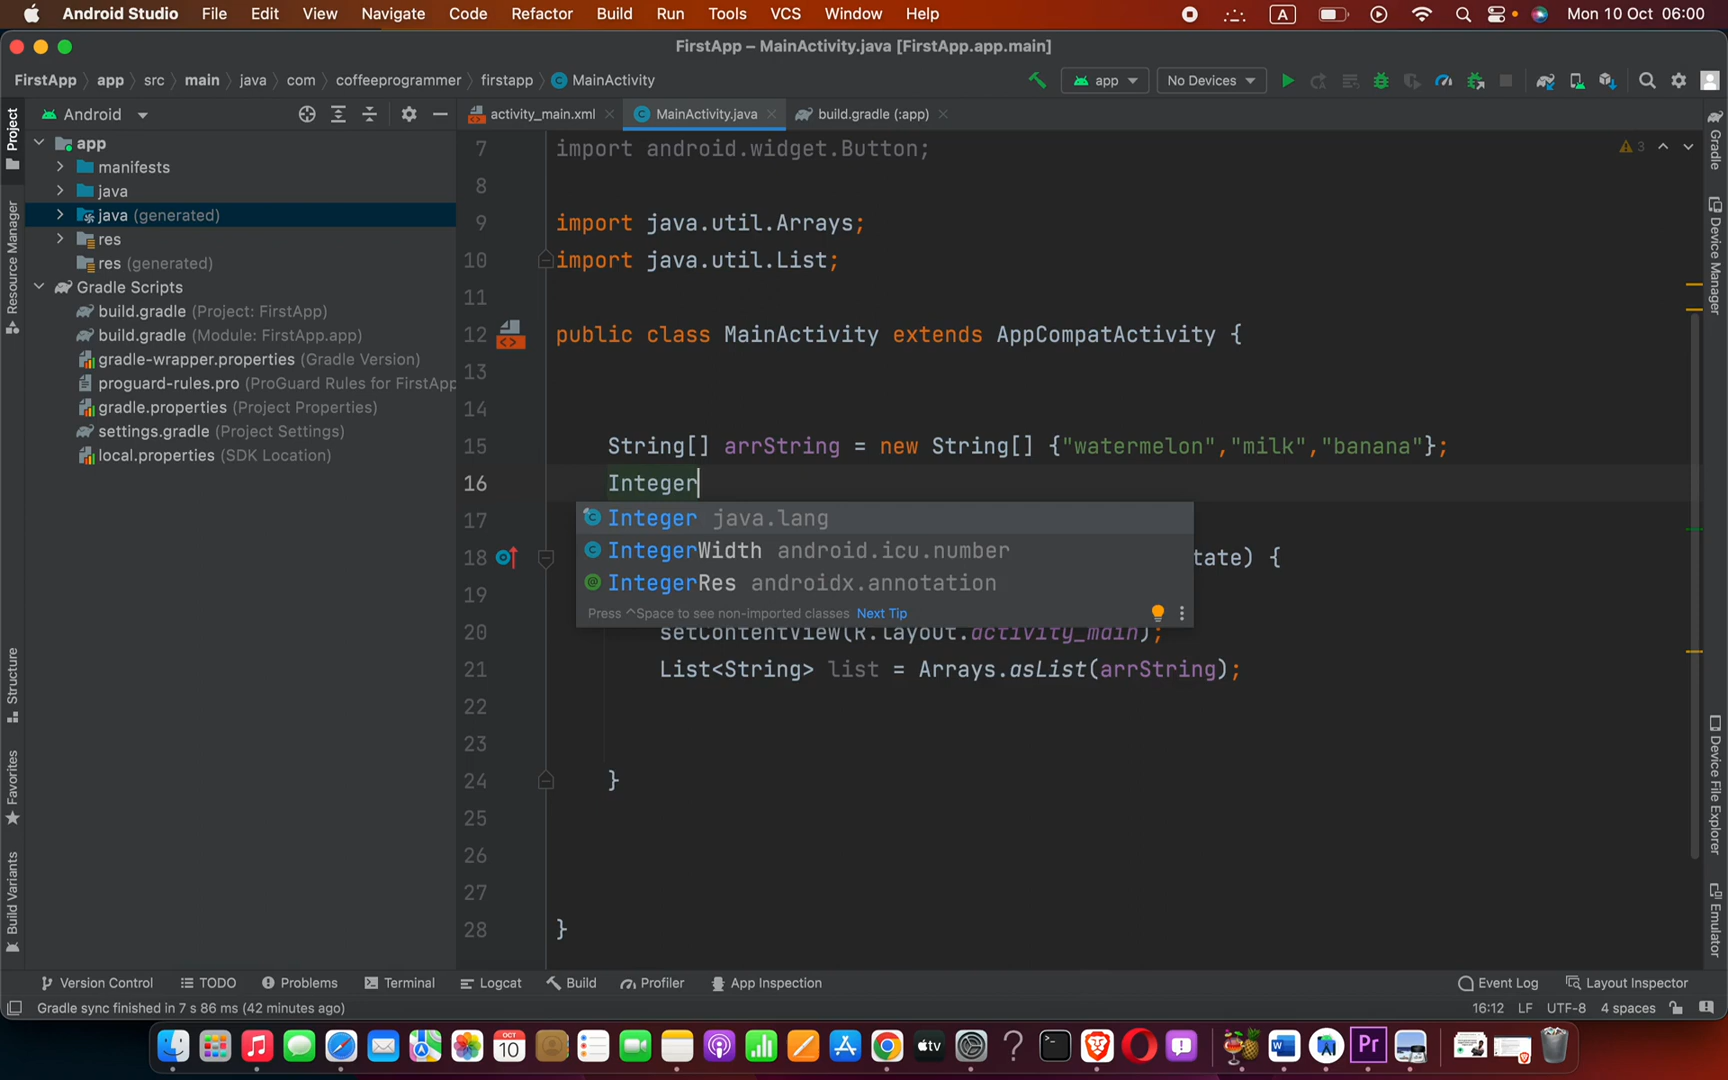 Android Studio File Edit View Navigate Code Refactor Build Run Tools VCS Window Help A Mon 10 Oct 06:00
FirstApp – MainActivity.java [FirstApp.app.main]
FirstApp app src main java com coffeeprogrammer firstapp MainActivity app No Devices
Android activity_main.xml MainActivity.java build.gradle (:app)
Project
Resource Manager
Structure
Favorites
Build Variants
app
manifests
java
java (generated)
res
res (generated)
Gradle Scripts
build.gradle (Project: FirstApp)
build.gradle (Module: FirstApp.app)
gradle-wrapper.properties (Gradle Version)
proguard-rules.pro (ProGuard Rules for FirstApp
gradle.properties (Project Properties)
settings.gradle (Project Settings)
local.properties (SDK Location)
7 import android.widget.Button;
8
9 import java.util.Arrays;
10 import java.util.List;
11
12 public class MainActivity extends AppCompatActivity {
13
14
15 String[] arrString = new String[] {"watermelon","milk","banana"};
16 Integer
17
18 tate) {
19
20 setContentView(R.layout.activity_main);
21 List<String> list = Arrays.asList(arrString);
22
23
24 }
25
26
27
28 }
Integer java.lang
IntegerWidth android.icu.number
IntegerRes androidx.annotation
Press ^Space to see non-imported classes Next Tip
3
Gradle
Device Manager
Device File Explorer
Emulator
Version Control TODO Problems Terminal Logcat Build Profiler App Inspection Event Log Layout Inspector
Gradle sync finished in 7 s 86 ms (42 minutes ago) 16:12 LF UTF-8 4 spaces
OCT
10
tv
Pr